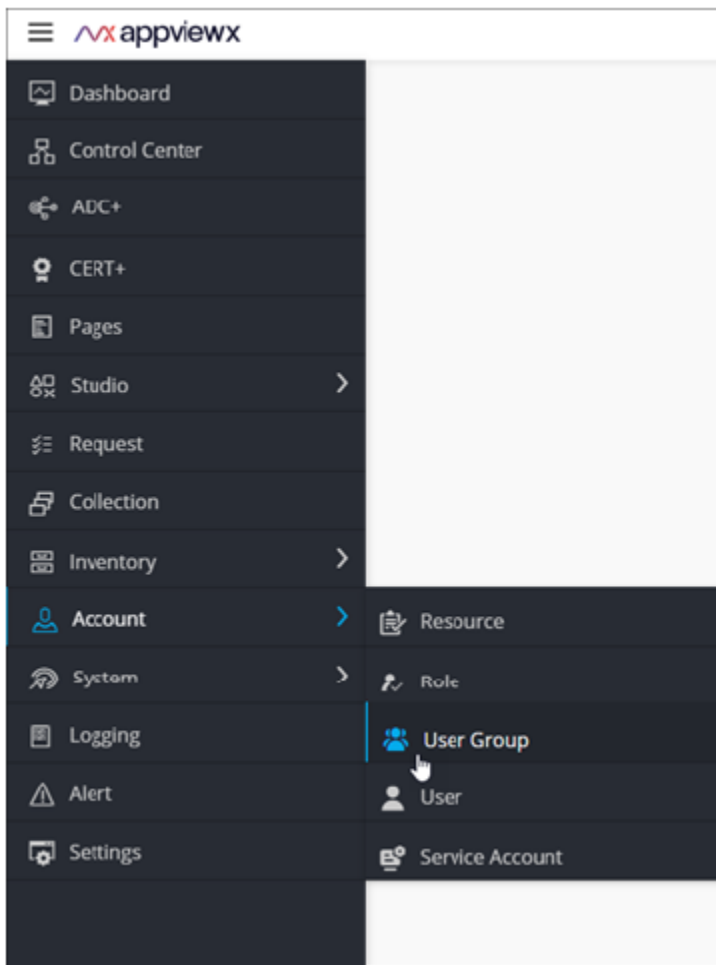 appviewx
Dashboard
Control Center
ADC+
CERT+
Pages
Studio
Request
Collection
Inventory
Account
System
Logging
Alert
Settings
Resource
Role
User Group
User
Service Account